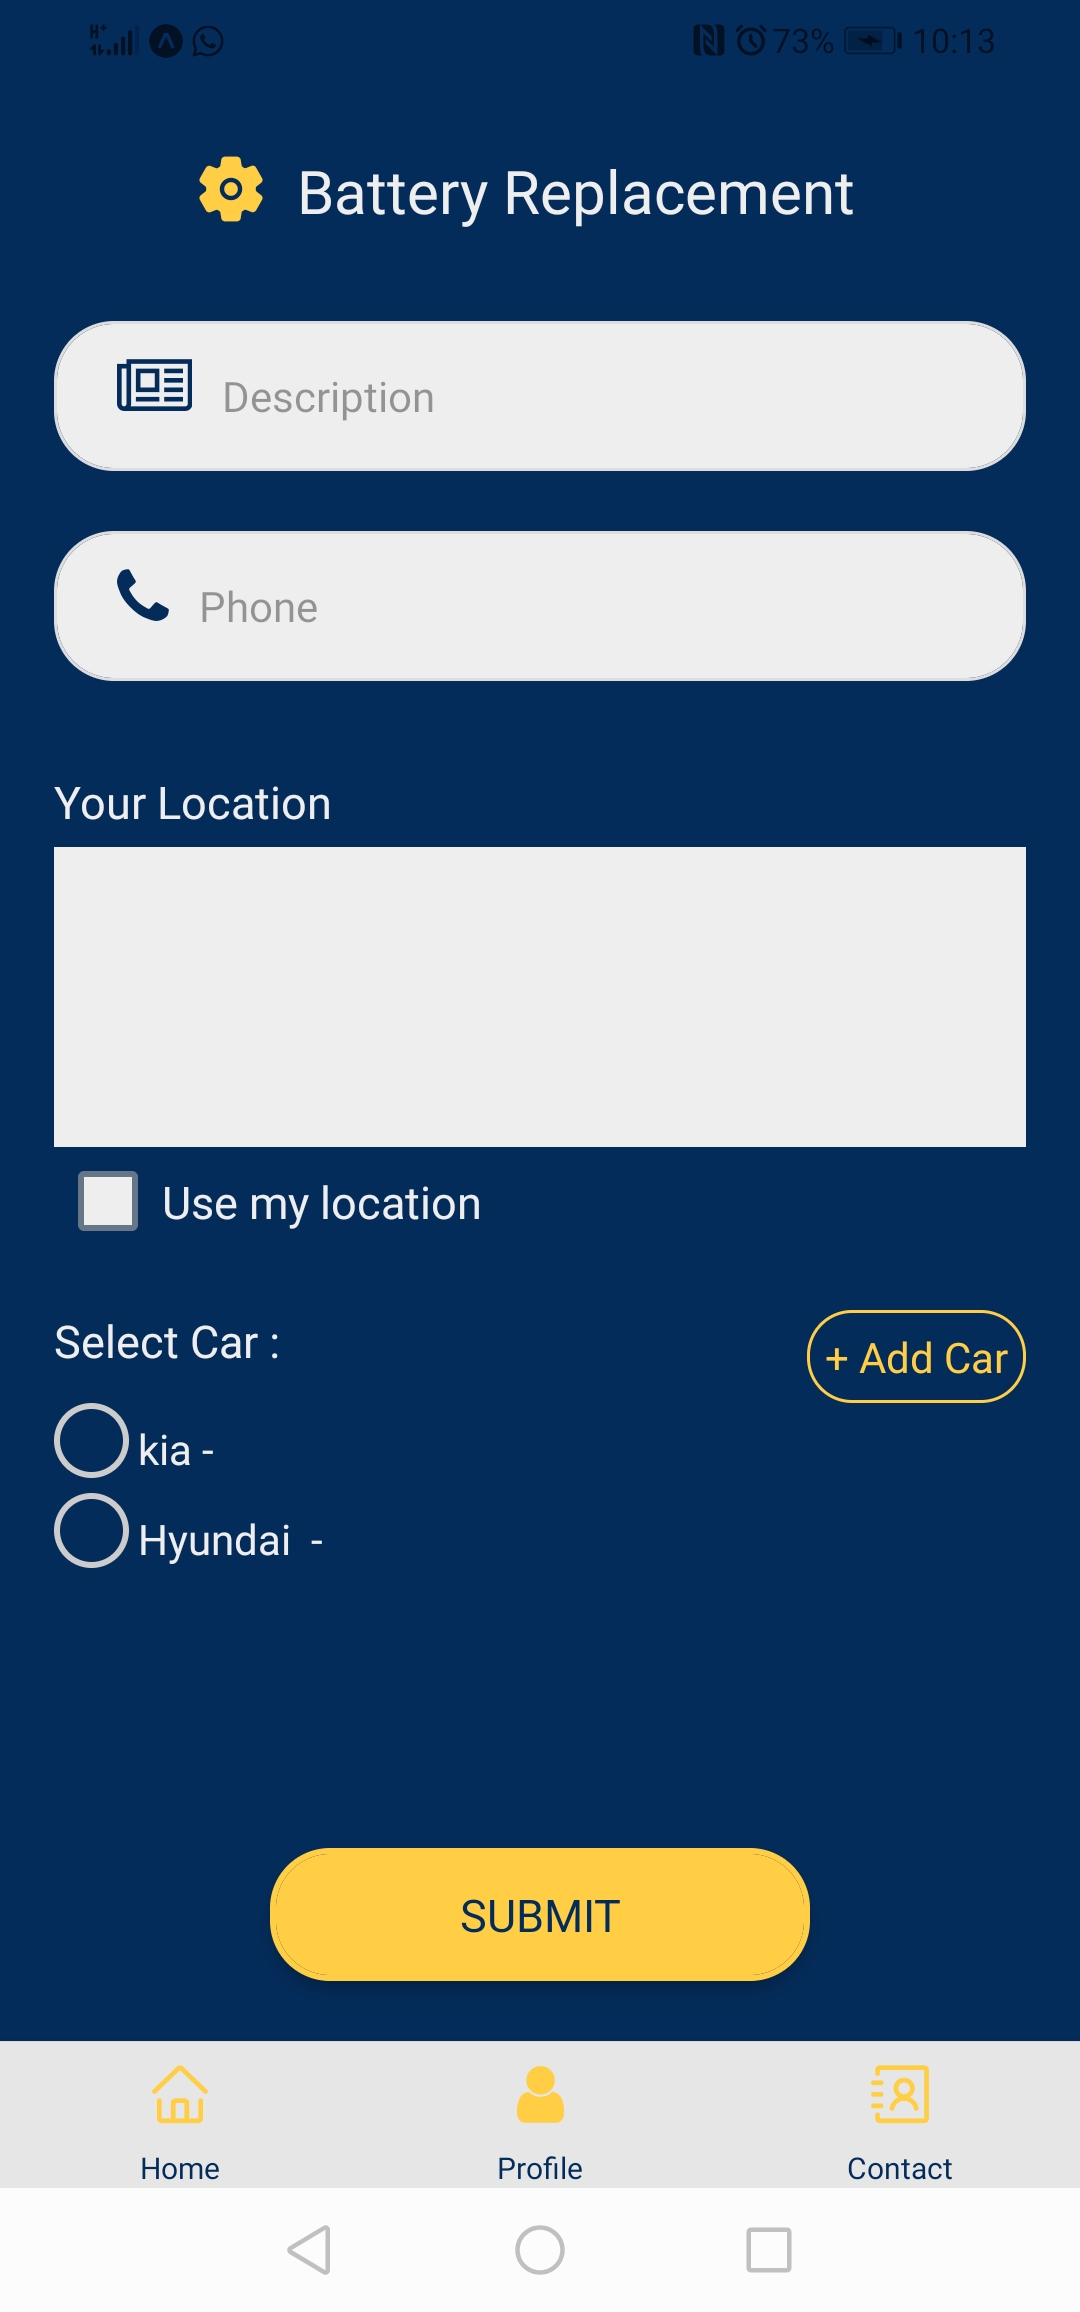 73% 10:13
Battery Replacement
Description
Phone
Your Location
Use my location
Select Car :
+ Add Car
kia -
Hyundai  -
SUBMIT
Home Profile Contact